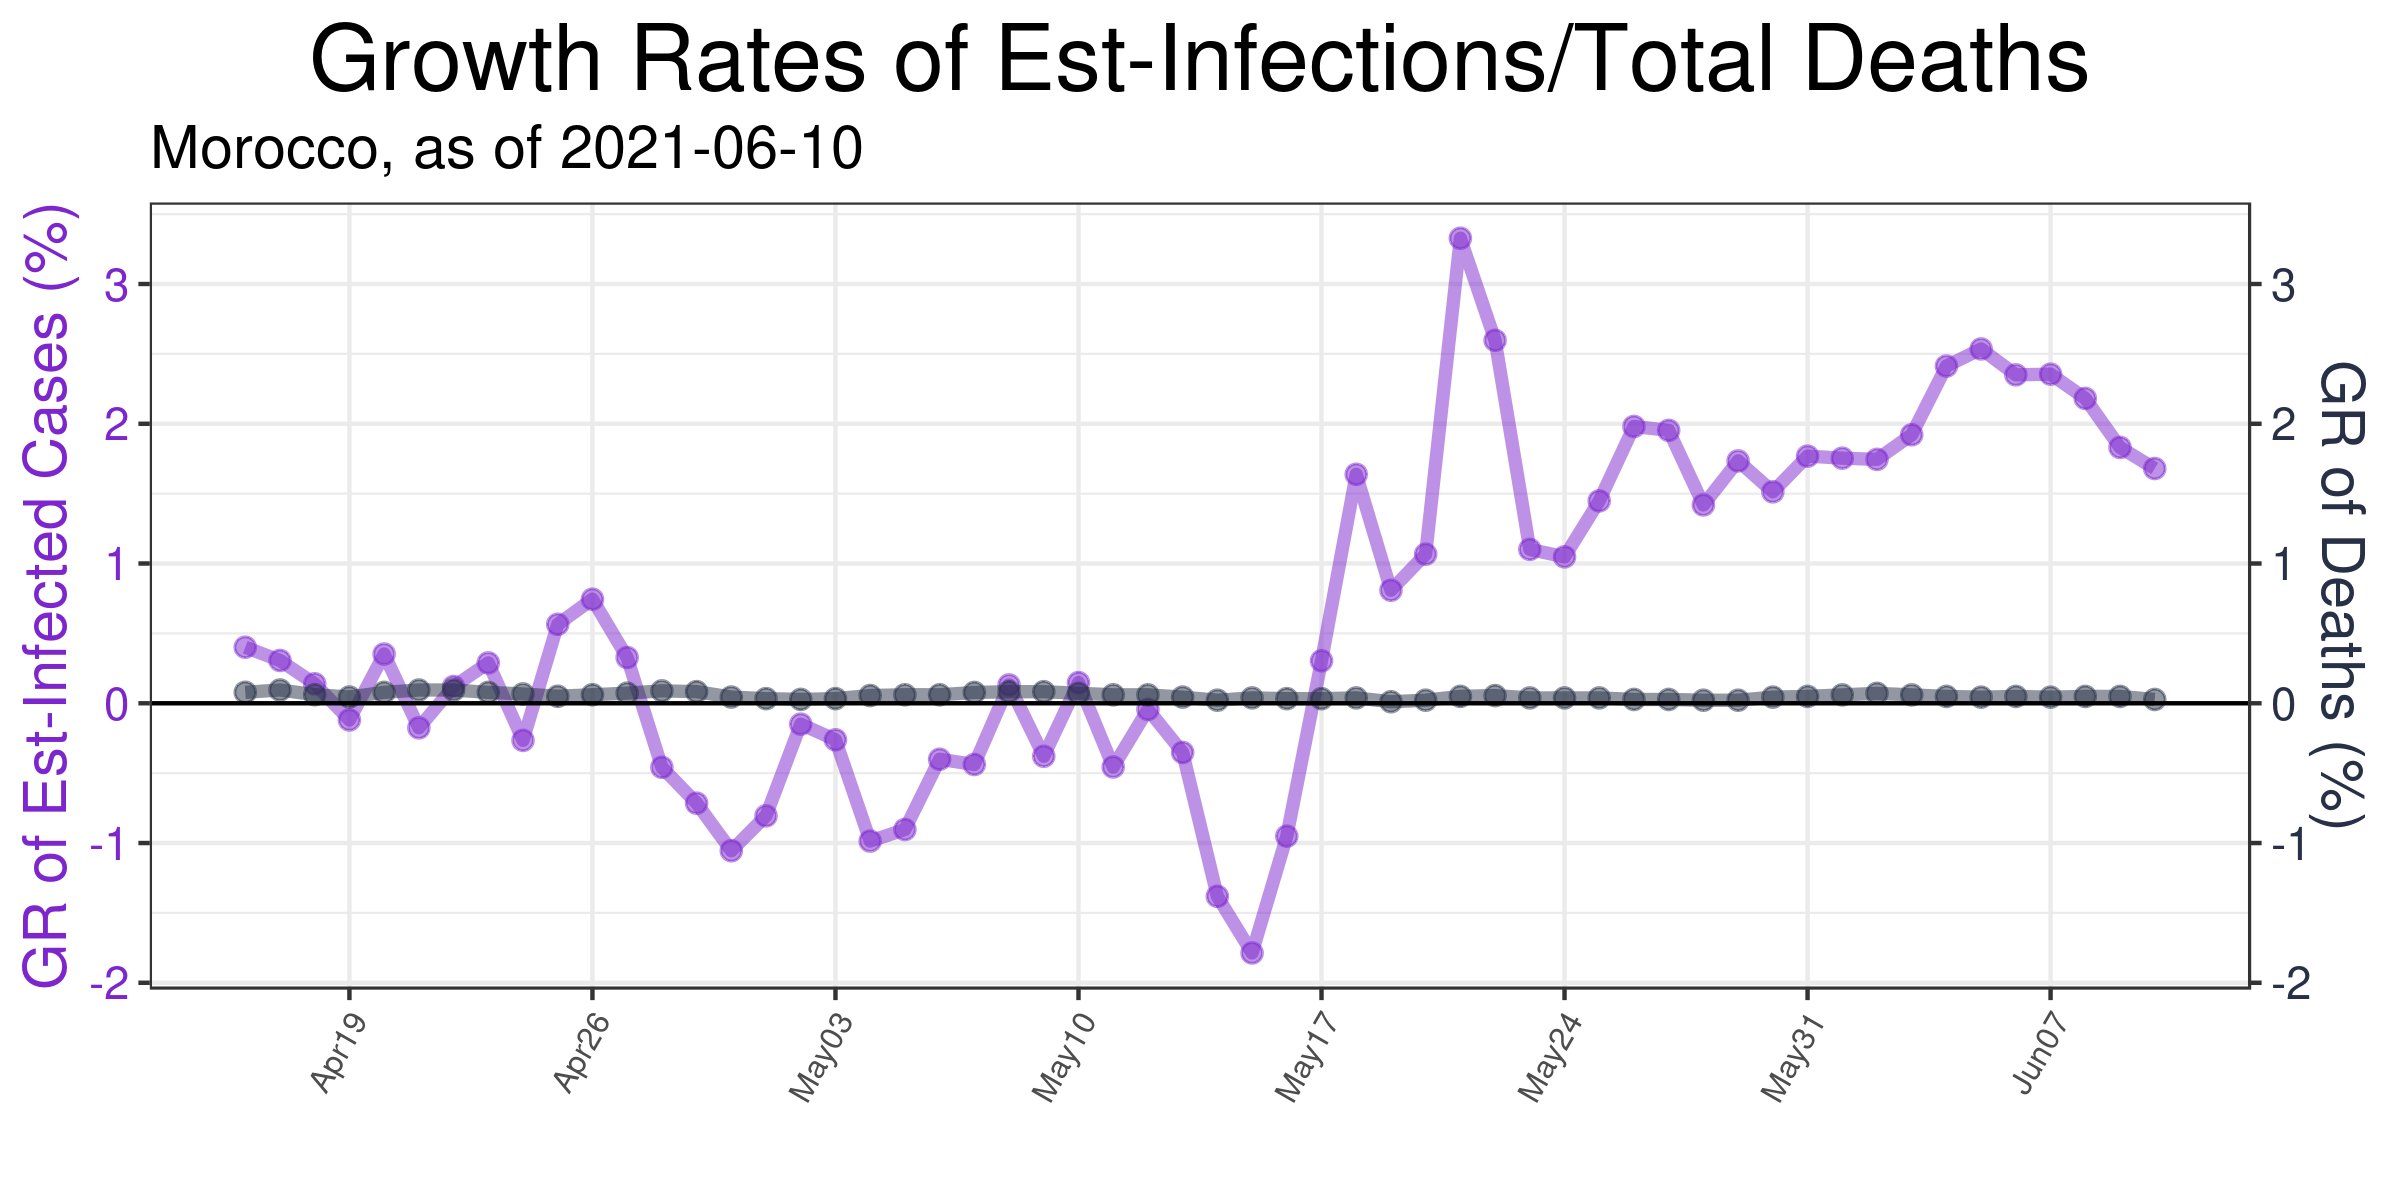 Growth Rates of Est-Infections/Total Deaths
Morocco, as of 2021-06-10
GR of Est-Infected Cases (%)
3
2
1
0
-1
-2
3
2
1
0
-1
-2
GR of Deaths (%)
Apr19
Apr26
May03
May10
May17
May24
May31
Jun07